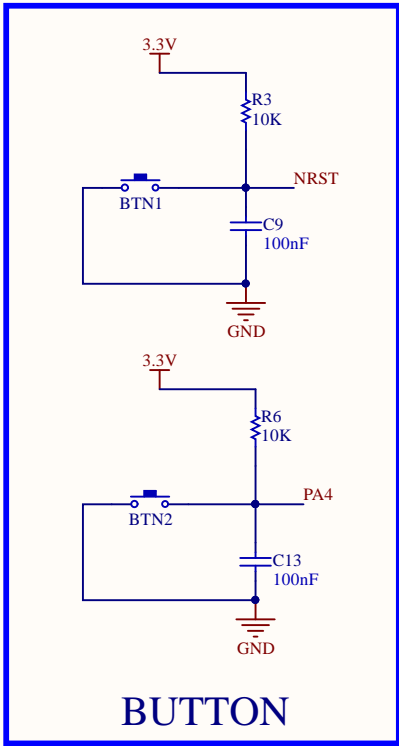 3.3V
R3
10K
NRST
BTN1
C9
100nF
GND
3.3V
R6
10K
PA4
BTN2
C13
100nF
GND
BUTTON